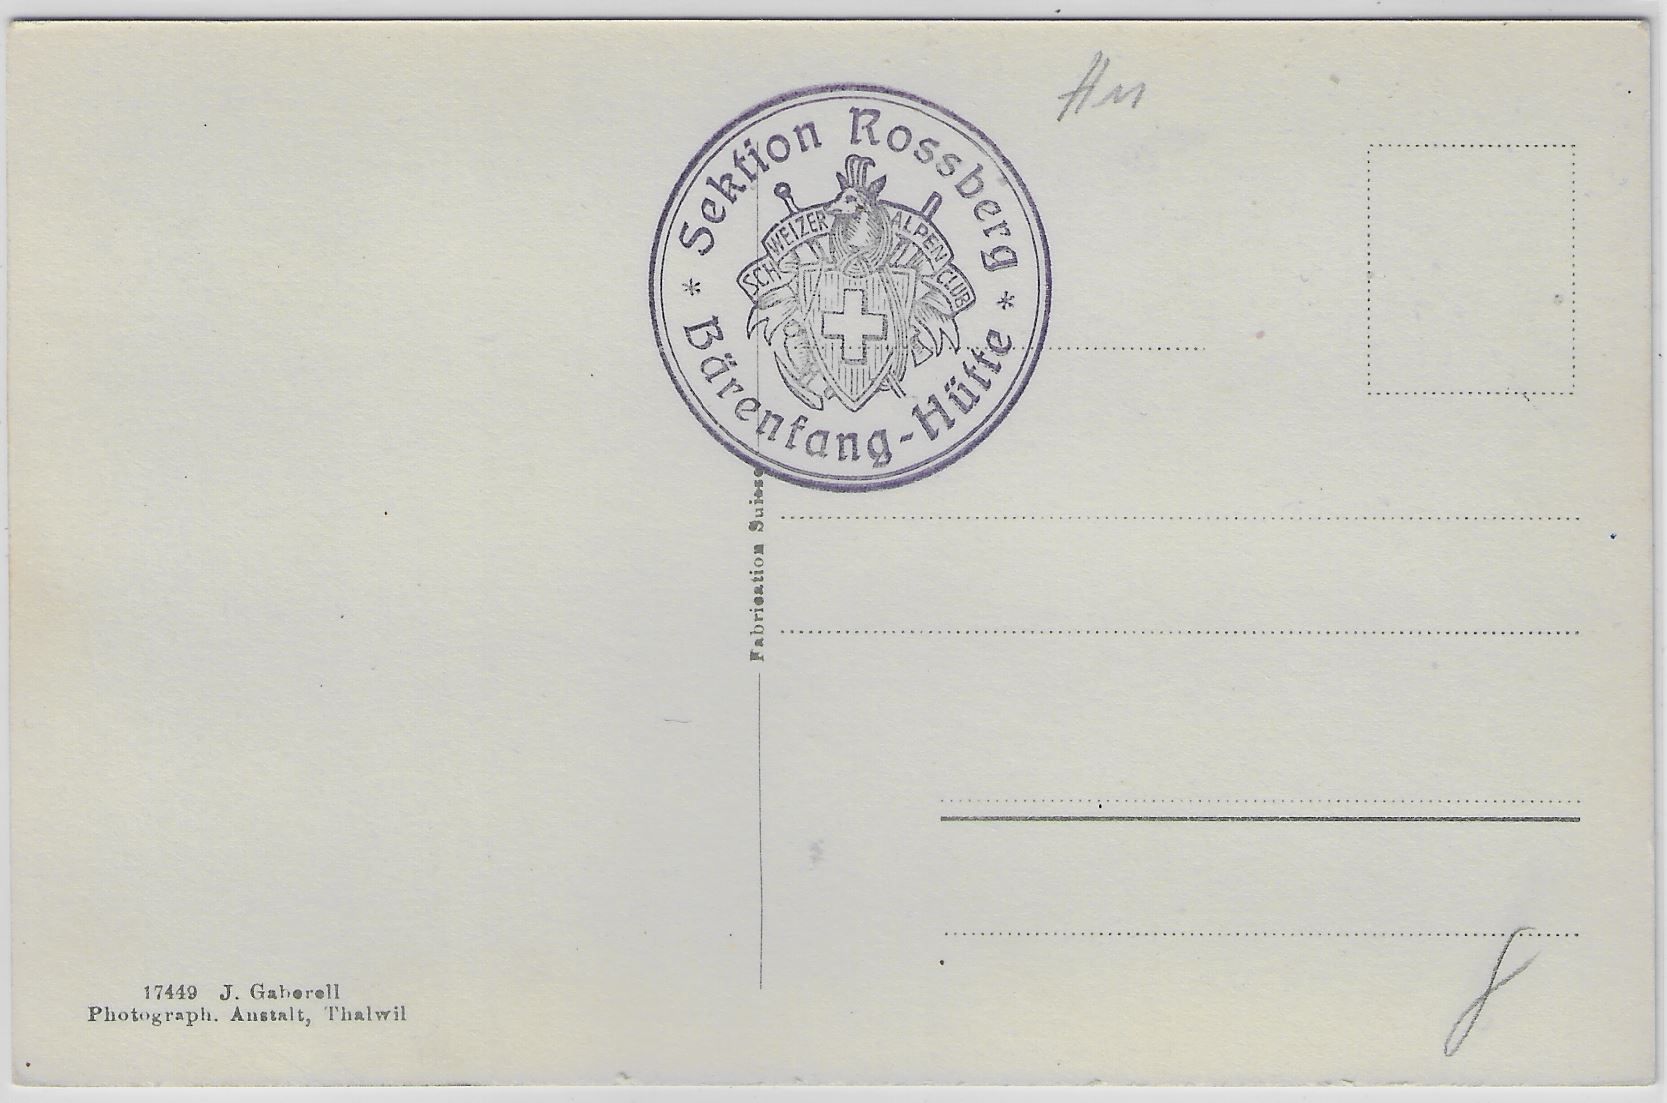 Sektion Rossberg
SCHWEIZER ALPEN CLUB
* Bärenfang-Hütte *
Fabrication Suisse
17449 J. Gaberell
Photograph. Anstalt, Thalwil